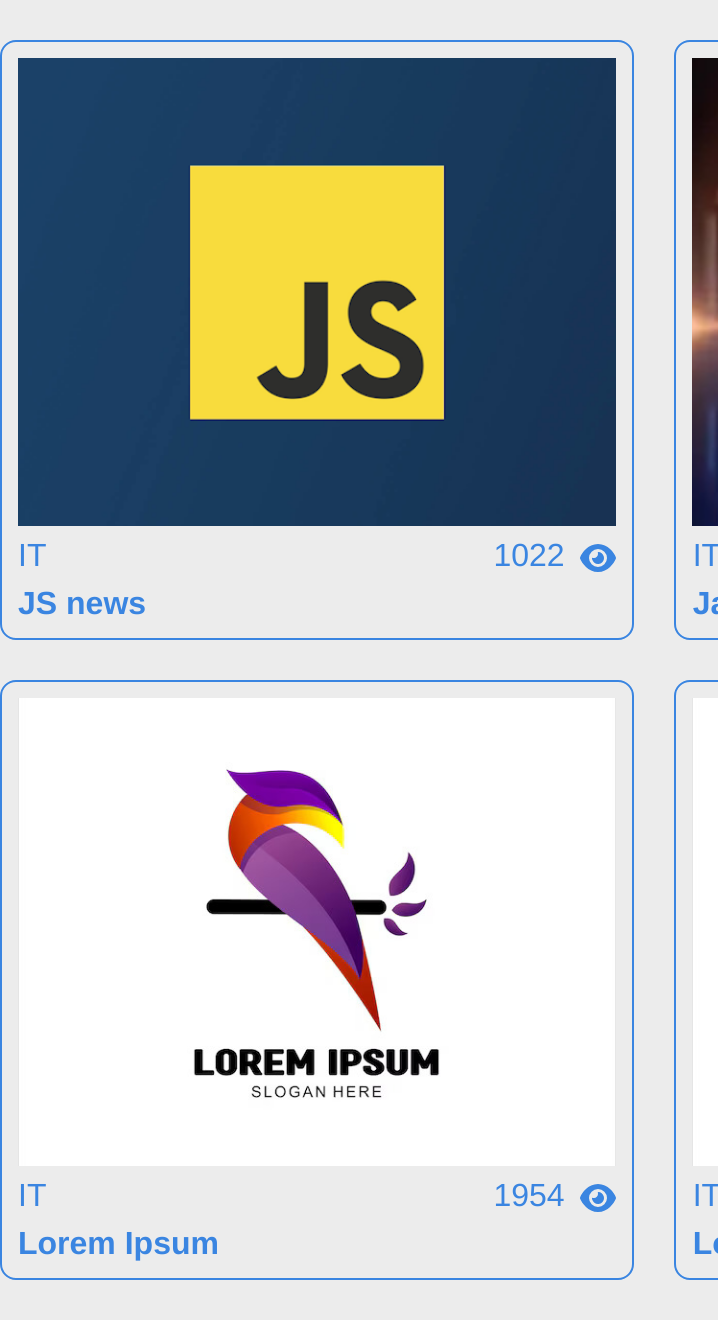 JS
IT 1022
IT
JS news
Ja
LOREM IPSUM
SLOGAN HERE
IT 1954
IT
Lorem Ipsum
Lo